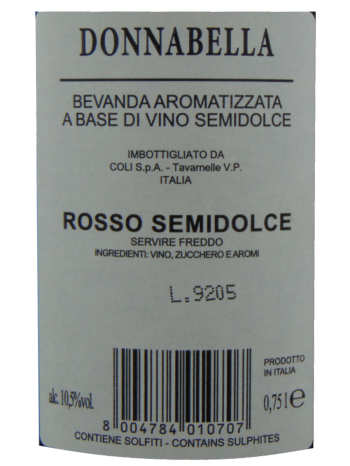 DONNABELLA
BEVANDA AROMATIZZATA
A BASE DI VINO SEMIDOLCE
IMBOTTIGLIATO DA
COLI S.p.A. - Tavarnelle V.P.
ITALIA
ROSSO SEMIDOLCE
SERVIRE FREDDO
INGREDIENTI: VINO, ZUCCHERO E AROMI
L.9205
PRODOTTO
IN ITALIA
alc. 10,5%vol.
0,75 l e
8 004784 010707
CONTIENE SOLFITI - CONTAINS SULPHITES